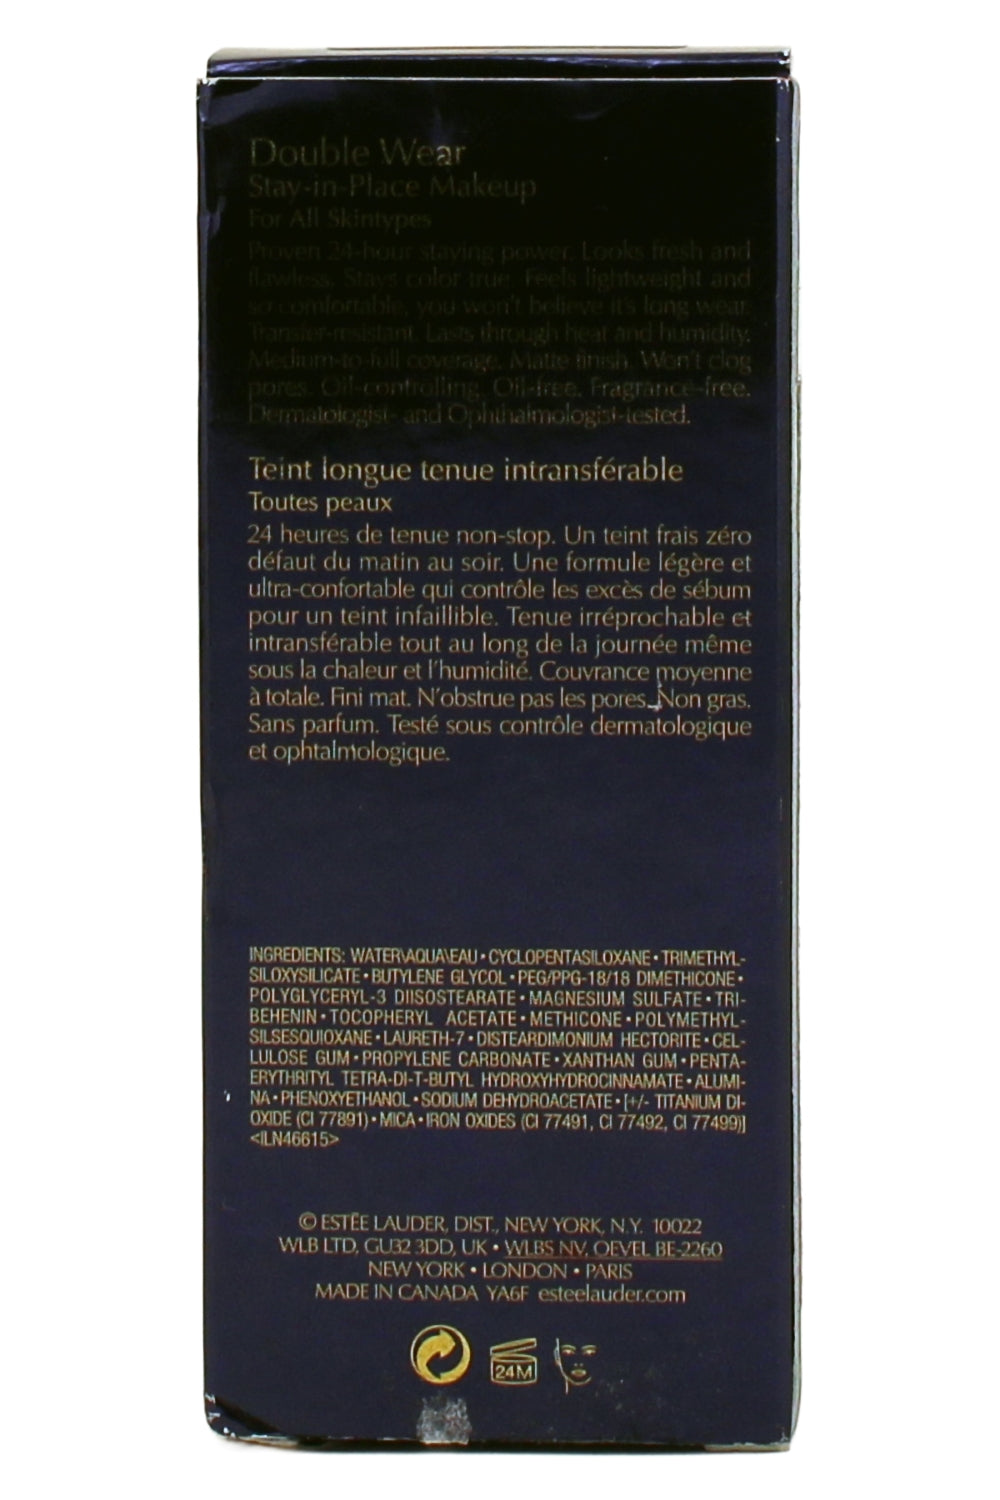 Double Wear
Stay-in-Place Makeup
For All Skintypes
Proven 24-hour staying power. Looks fresh and
flawless. Stays color true. Feels lightweight and
so comfortable, you won't believe it's long wear.
Transfer-resistant. Lasts through heat and humidity.
Medium-to-full coverage. Matte finish. Won't clog
pores. Oil-controlling. Oil-free. Fragrance-free.
Dermatologist- and Ophthalmologist-tested.
Teint longue tenue intransférable
Toutes peaux
24 heures de tenue non-stop. Un teint frais zéro
défaut du matin au soir. Une formule légère et
ultra-confortable qui contrôle les excès de sébum
pour un teint infaillible. Tenue irréprochable et
intransférable tout au long de la journée même
sous la chaleur et l'humidité. Couvrance moyenne
à totale. Fini mat. N'obstrue pas les pores. Non gras.
Sans parfum. Testé sous contrôle dermatologique
et ophtalmologique.
INGREDIENTS: WATER\AQUA\EAU • CYCLOPENTASILOXANE • TRIMETHYL-
SILOXYSILICATE • BUTYLENE GLYCOL • PEG/PPG-18/18 DIMETHICONE •
POLYGLYCERYL-3 DIISOSTEARATE • MAGNESIUM SULFATE • TRI-
BEHENIN • TOCOPHERYL ACETATE • METHICONE • POLYMETHYL-
SILSESQUIOXANE • LAURETH-7 • DISTEARDIMONIUM HECTORITE • CEL-
LULOSE GUM • PROPYLENE CARBONATE • XANTHAN GUM • PENTA-
ERYTHRITYL TETRA-DI-T-BUTYL HYDROXYHYDROCINNAMATE • ALUMI-
NA • PHENOXYETHANOL • SODIUM DEHYDROACETATE • [+/- TITANIUM DI-
OXIDE (CI 77891) • MICA • IRON OXIDES (CI 77491, CI 77492, CI 77499)]
<ILN46615>
© ESTÉE LAUDER, DIST., NEW YORK, N.Y. 10022
WLB LTD, GU32 3DD, UK • WLBS NV, OEVEL BE-2260
NEW YORK • LONDON • PARIS
MADE IN CANADA YA6F esteelauder.com
24M